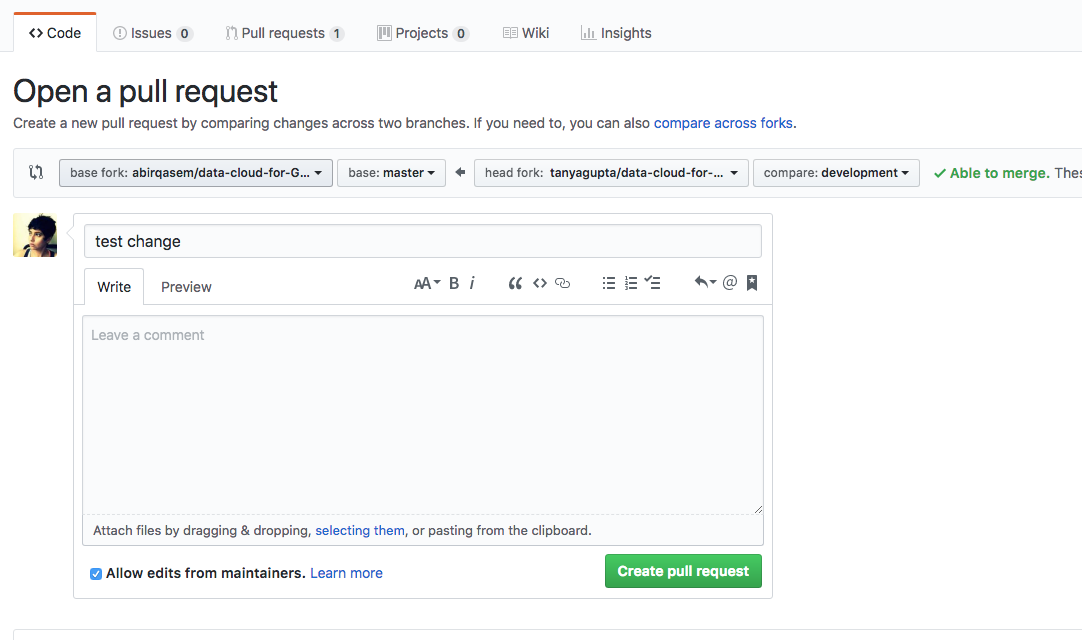 Code Issues 0 Pull requests 1 Projects 0 Wiki Insights
Open a pull request
Create a new pull request by comparing changes across two branches. If you need to, you can also compare across forks.
base fork: abirqasem/data-cloud-for-G... base: master head fork: tanyagupta/data-cloud-for-... compare: development Able to merge. Thes
test change
Write Preview AA B i @
Leave a comment
Attach files by dragging & dropping, selecting them, or pasting from the clipboard.
Allow edits from maintainers. Learn more Create pull request